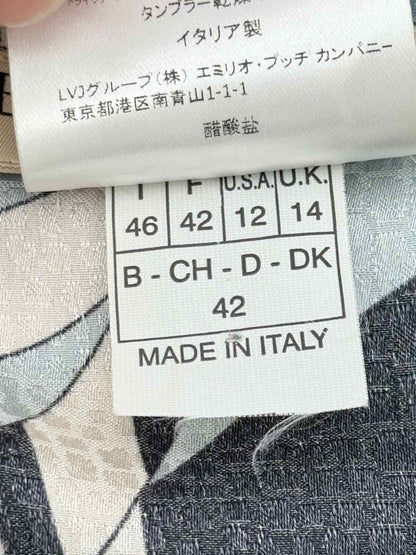 タンブラー乾燥
イタリア製
LVJグループ(株) エミリオ・プッチ カンパニー
東京都港区南青山1-1-1
醋酸盐
I F U.S.A. U.K.
46 42 12 14
B - CH - D - DK
42
MADE IN ITALY